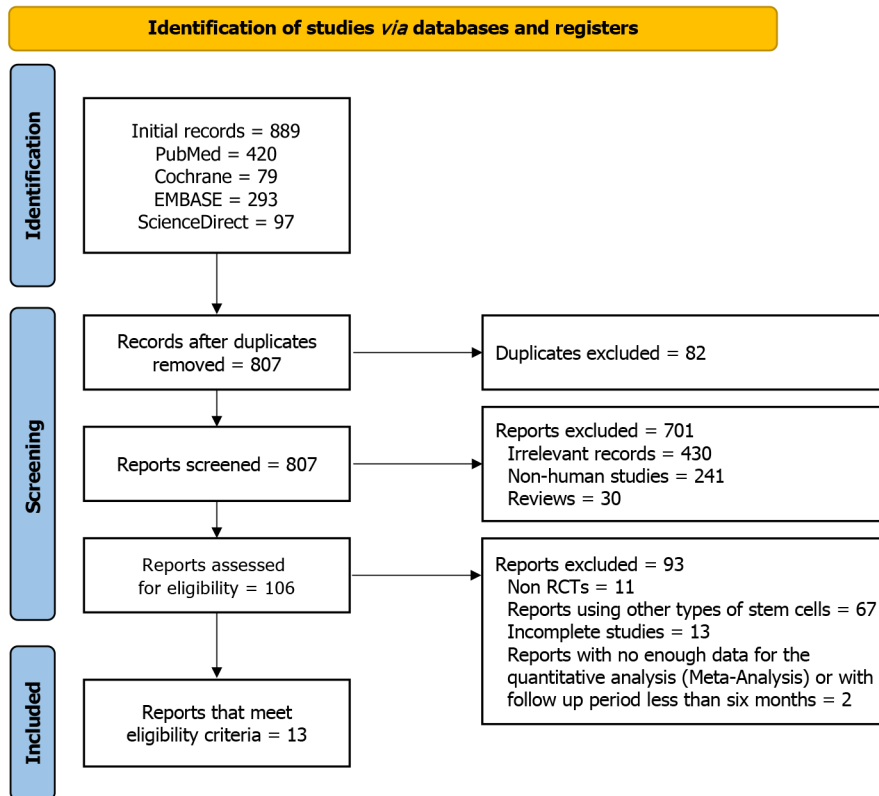 Identification of studies via databases and registers
Identification
Initial records = 889
PubMed = 420
Cochrane = 79
EMBASE = 293
ScienceDirect = 97
Screening
Records after duplicates
removed = 807
Duplicates excluded = 82
Reports screened = 807
Reports excluded = 701
Irrelevant records = 430
Non-human studies = 241
Reviews = 30
Reports assessed
for eligibility = 106
Reports excluded = 93
Non RCTs = 11
Reports using other types of stem cells = 67
Incomplete studies = 13
Reports with no enough data for the
quantitative analysis (Meta-Analysis) or with
follow up period less than six months = 2
Included
Reports that meet
eligibility criteria = 13